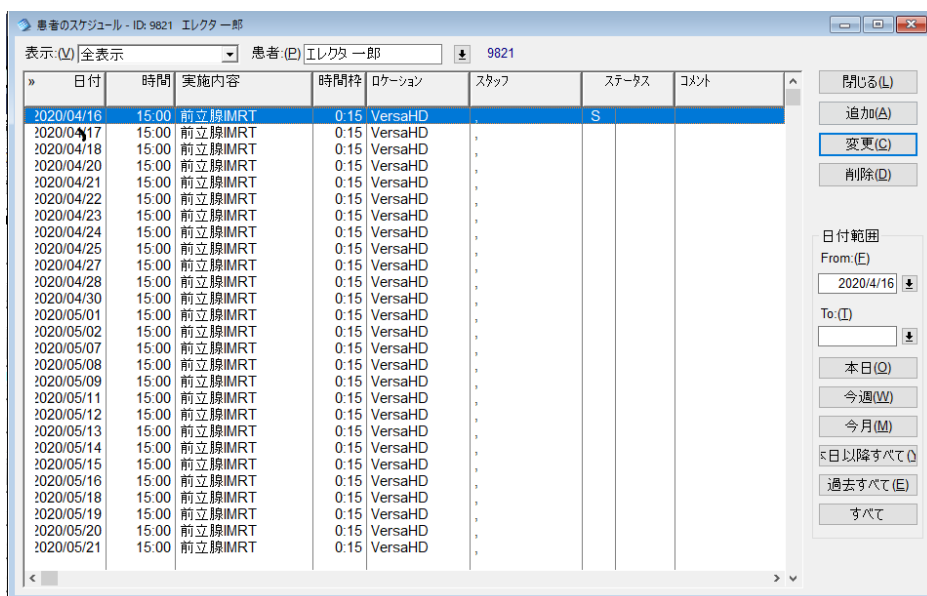 患者のスケジュール - ID: 9821 エレクタ 一郎
表示:(V) 全表示 患者:(P) エレクタ 一郎 9821
» 日付 時間 実施内容 時間枠 ロケーション スタッフ ステータス コメント
2020/04/16 15:00 前立腺IMRT 0:15 VersaHD , S
2020/04/17 15:00 前立腺IMRT 0:15 VersaHD ,
2020/04/18 15:00 前立腺IMRT 0:15 VersaHD ,
2020/04/20 15:00 前立腺IMRT 0:15 VersaHD ,
2020/04/21 15:00 前立腺IMRT 0:15 VersaHD ,
2020/04/22 15:00 前立腺IMRT 0:15 VersaHD ,
2020/04/23 15:00 前立腺IMRT 0:15 VersaHD ,
2020/04/24 15:00 前立腺IMRT 0:15 VersaHD ,
2020/04/25 15:00 前立腺IMRT 0:15 VersaHD ,
2020/04/27 15:00 前立腺IMRT 0:15 VersaHD ,
2020/04/28 15:00 前立腺IMRT 0:15 VersaHD ,
2020/04/30 15:00 前立腺IMRT 0:15 VersaHD ,
2020/05/01 15:00 前立腺IMRT 0:15 VersaHD ,
2020/05/02 15:00 前立腺IMRT 0:15 VersaHD ,
2020/05/07 15:00 前立腺IMRT 0:15 VersaHD ,
2020/05/08 15:00 前立腺IMRT 0:15 VersaHD ,
2020/05/09 15:00 前立腺IMRT 0:15 VersaHD ,
2020/05/11 15:00 前立腺IMRT 0:15 VersaHD ,
2020/05/12 15:00 前立腺IMRT 0:15 VersaHD ,
2020/05/13 15:00 前立腺IMRT 0:15 VersaHD ,
2020/05/14 15:00 前立腺IMRT 0:15 VersaHD ,
2020/05/15 15:00 前立腺IMRT 0:15 VersaHD ,
2020/05/16 15:00 前立腺IMRT 0:15 VersaHD ,
2020/05/18 15:00 前立腺IMRT 0:15 VersaHD ,
2020/05/19 15:00 前立腺IMRT 0:15 VersaHD ,
2020/05/20 15:00 前立腺IMRT 0:15 VersaHD ,
2020/05/21 15:00 前立腺IMRT 0:15 VersaHD ,
閉じる(L)
追加(A)
変更(C)
削除(D)
日付範囲
From:(F)
2020/4/16
To:(T)
本日(O)
今週(W)
今月(M)
日以降すべて(
過去すべて(E)
すべて